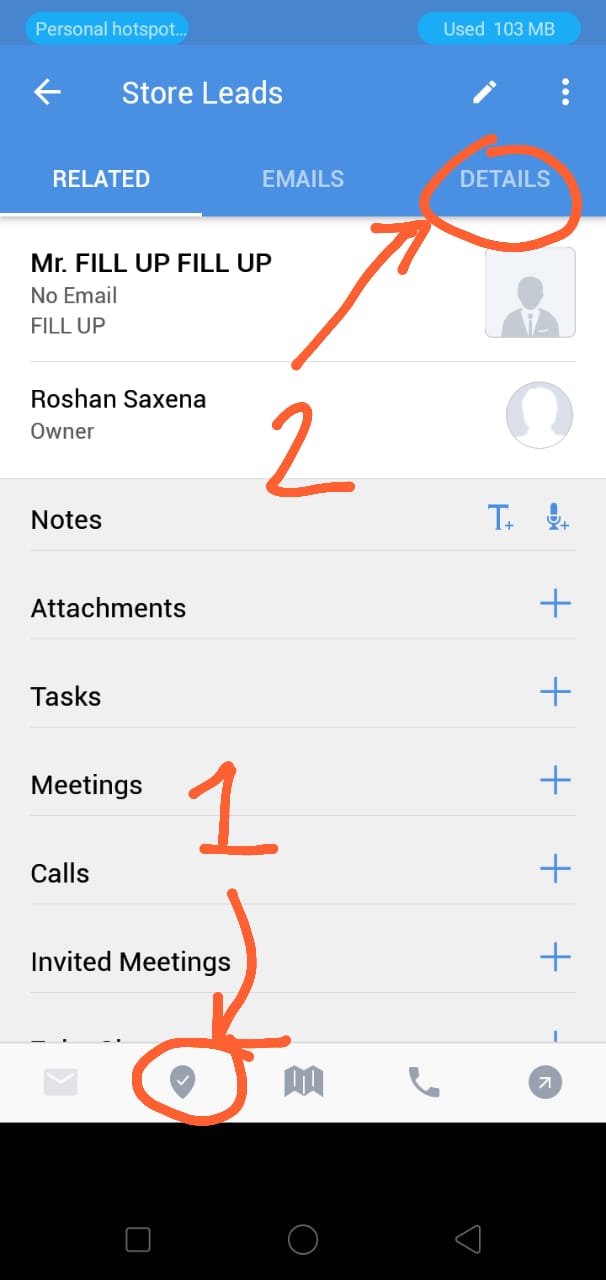 Personal hotspot... Used 103 MB
Store Leads
RELATED EMAILS DETAILS
Mr. FILL UP FILL UP
No Email
FILL UP
Roshan Saxena
Owner
2
Notes
Attachments
Tasks
Meetings
1
Calls
Invited Meetings